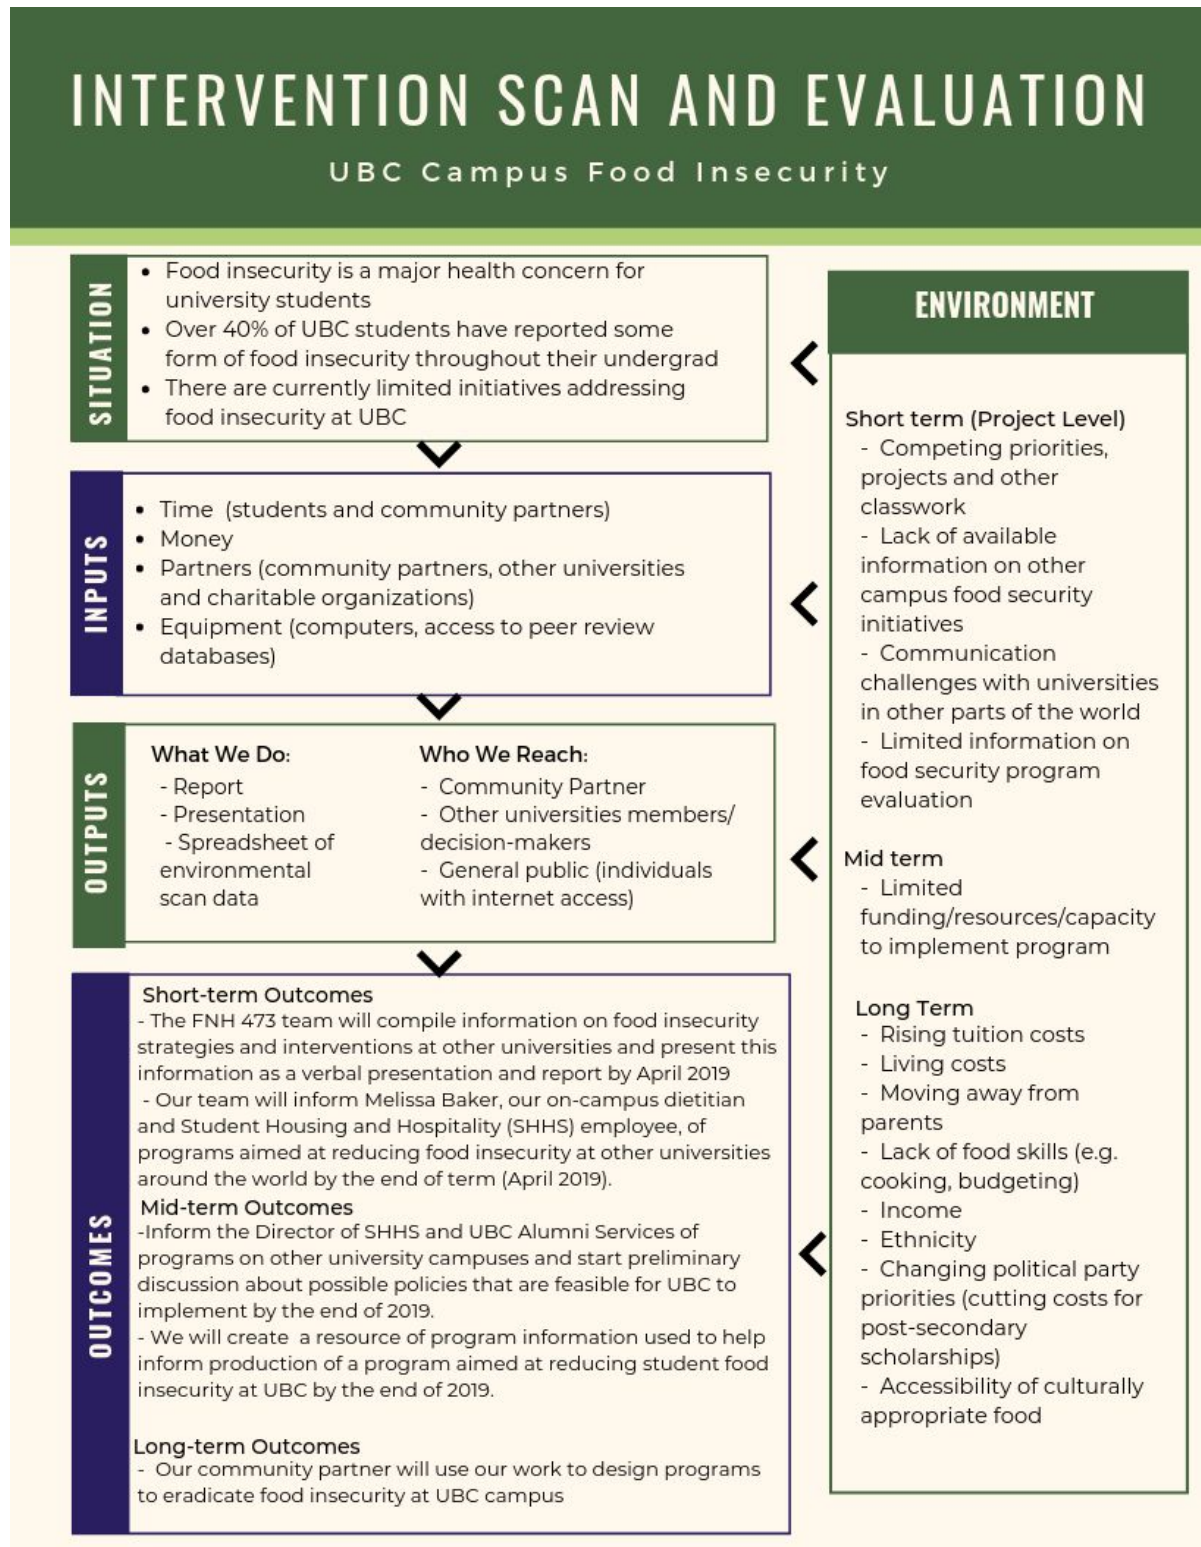 INTERVENTION SCAN AND EVALUATION
UBC Campus Food Insecurity
SITUATION
• Food insecurity is a major health concern for
university students
• Over 40% of UBC students have reported some
form of food insecurity throughout their undergrad
• There are currently limited initiatives addressing
food insecurity at UBC
INPUTS
• Time (students and community partners)
• Money
• Partners (community partners, other universities
and charitable organizations)
• Equipment (computers, access to peer review
databases)
OUTPUTS
What We Do:
- Report
- Presentation
- Spreadsheet of
environmental
scan data
Who We Reach:
- Community Partner
- Other universities members/
decision-makers
- General public (individuals
with internet access)
OUTCOMES
Short-term Outcomes
- The FNH 473 team will compile information on food insecurity
strategies and interventions at other universities and present this
information as a verbal presentation and report by April 2019
- Our team will inform Melissa Baker, our on-campus dietitian
and Student Housing and Hospitality (SHHS) employee, of
programs aimed at reducing food insecurity at other universities
around the world by the end of term (April 2019).
Mid-term Outcomes
-Inform the Director of SHHS and UBC Alumni Services of
programs on other university campuses and start preliminary
discussion about possible policies that are feasible for UBC to
implement by the end of 2019.
- We will create a resource of program information used to help
inform production of a program aimed at reducing student food
insecurity at UBC by the end of 2019.
Long-term Outcomes
- Our community partner will use our work to design programs
to eradicate food insecurity at UBC campus
ENVIRONMENT
Short term (Project Level)
- Competing priorities,
projects and other
classwork
- Lack of available
information on other
campus food security
initiatives
- Communication
challenges with universities
in other parts of the world
- Limited information on
food security program
evaluation
Mid term
- Limited
funding/resources/capacity
to implement program
Long Term
- Rising tuition costs
- Living costs
- Moving away from
parents
- Lack of food skills (e.g.
cooking, budgeting)
- Income
- Ethnicity
- Changing political party
priorities (cutting costs for
post-secondary
scholarships)
- Accessibility of culturally
appropriate food